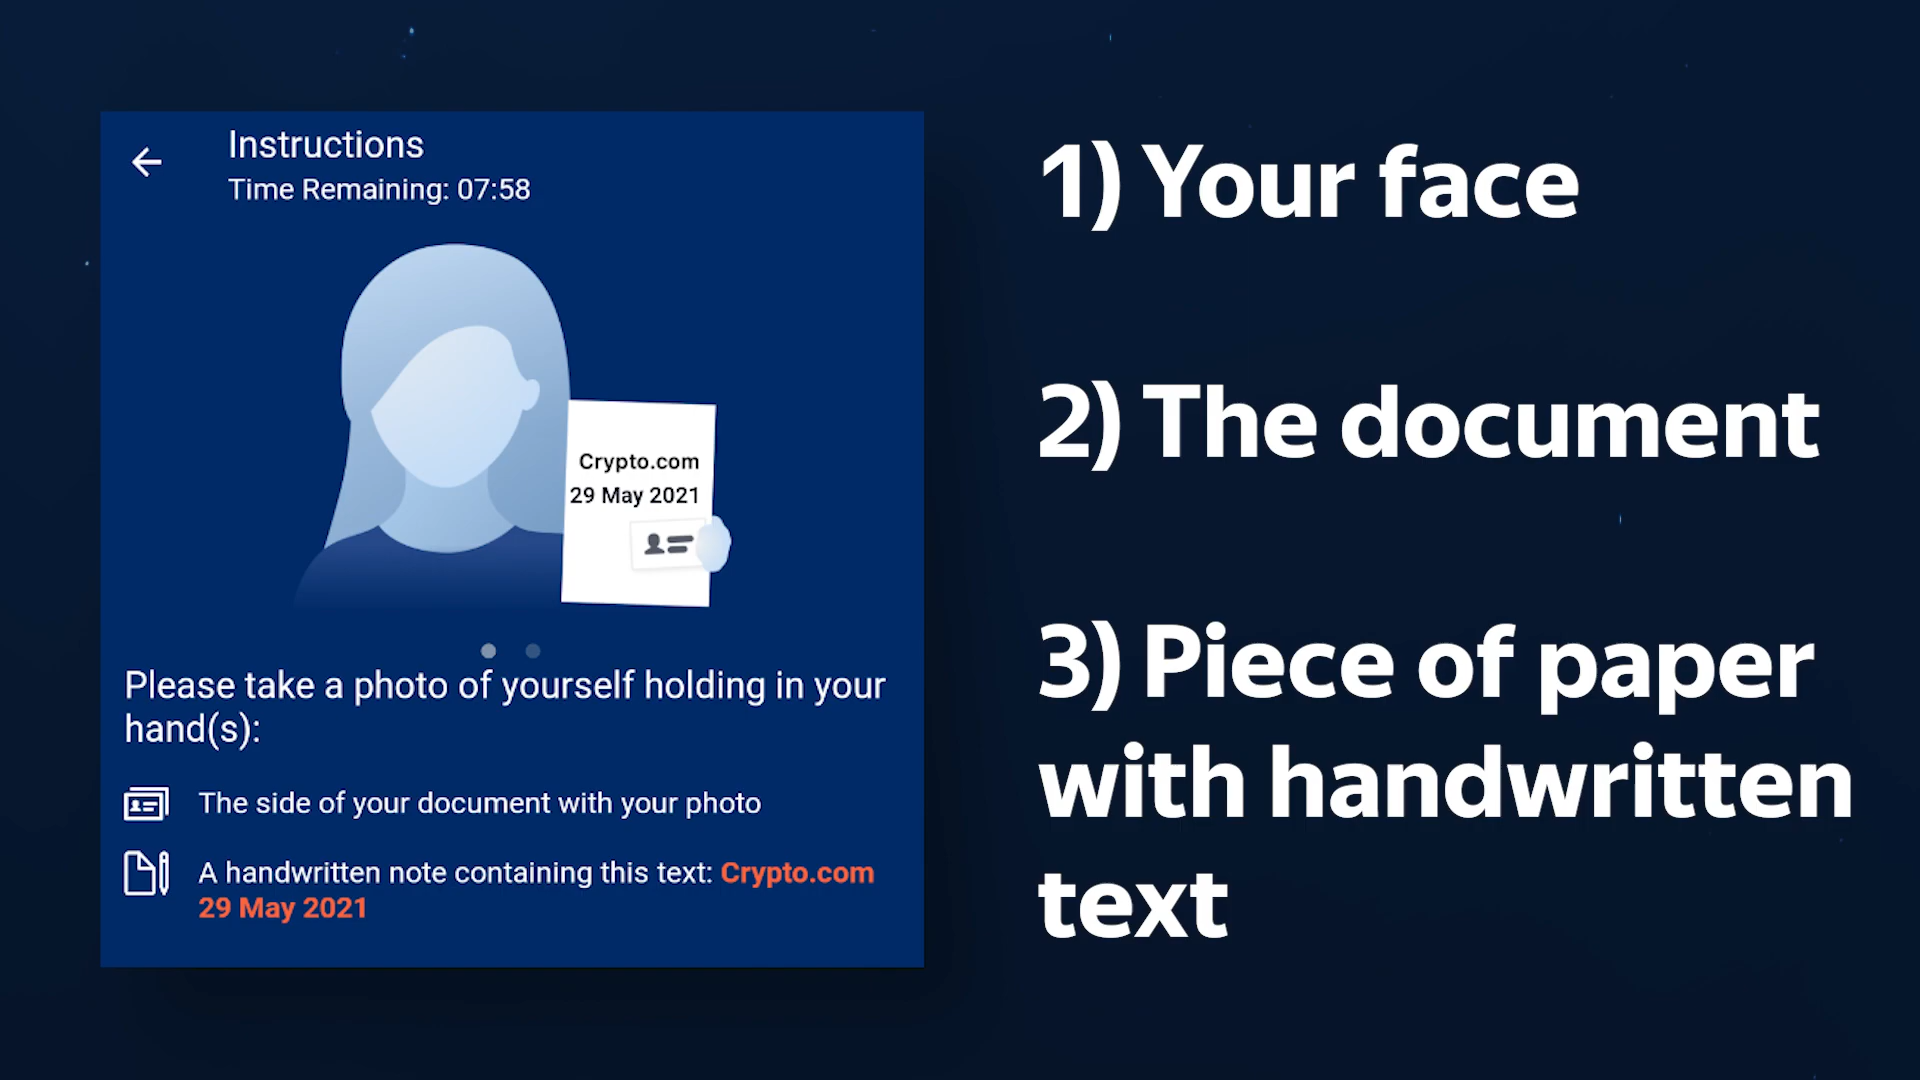 Instructions
Time Remaining: 07:58
Crypto.com
29 May 2021
Please take a photo of yourself holding in your
hand(s):
The side of your document with your photo
A handwritten note containing this text: Crypto.com
29 May 2021
1) Your face
2) The document
3) Piece of paper
with handwritten
text